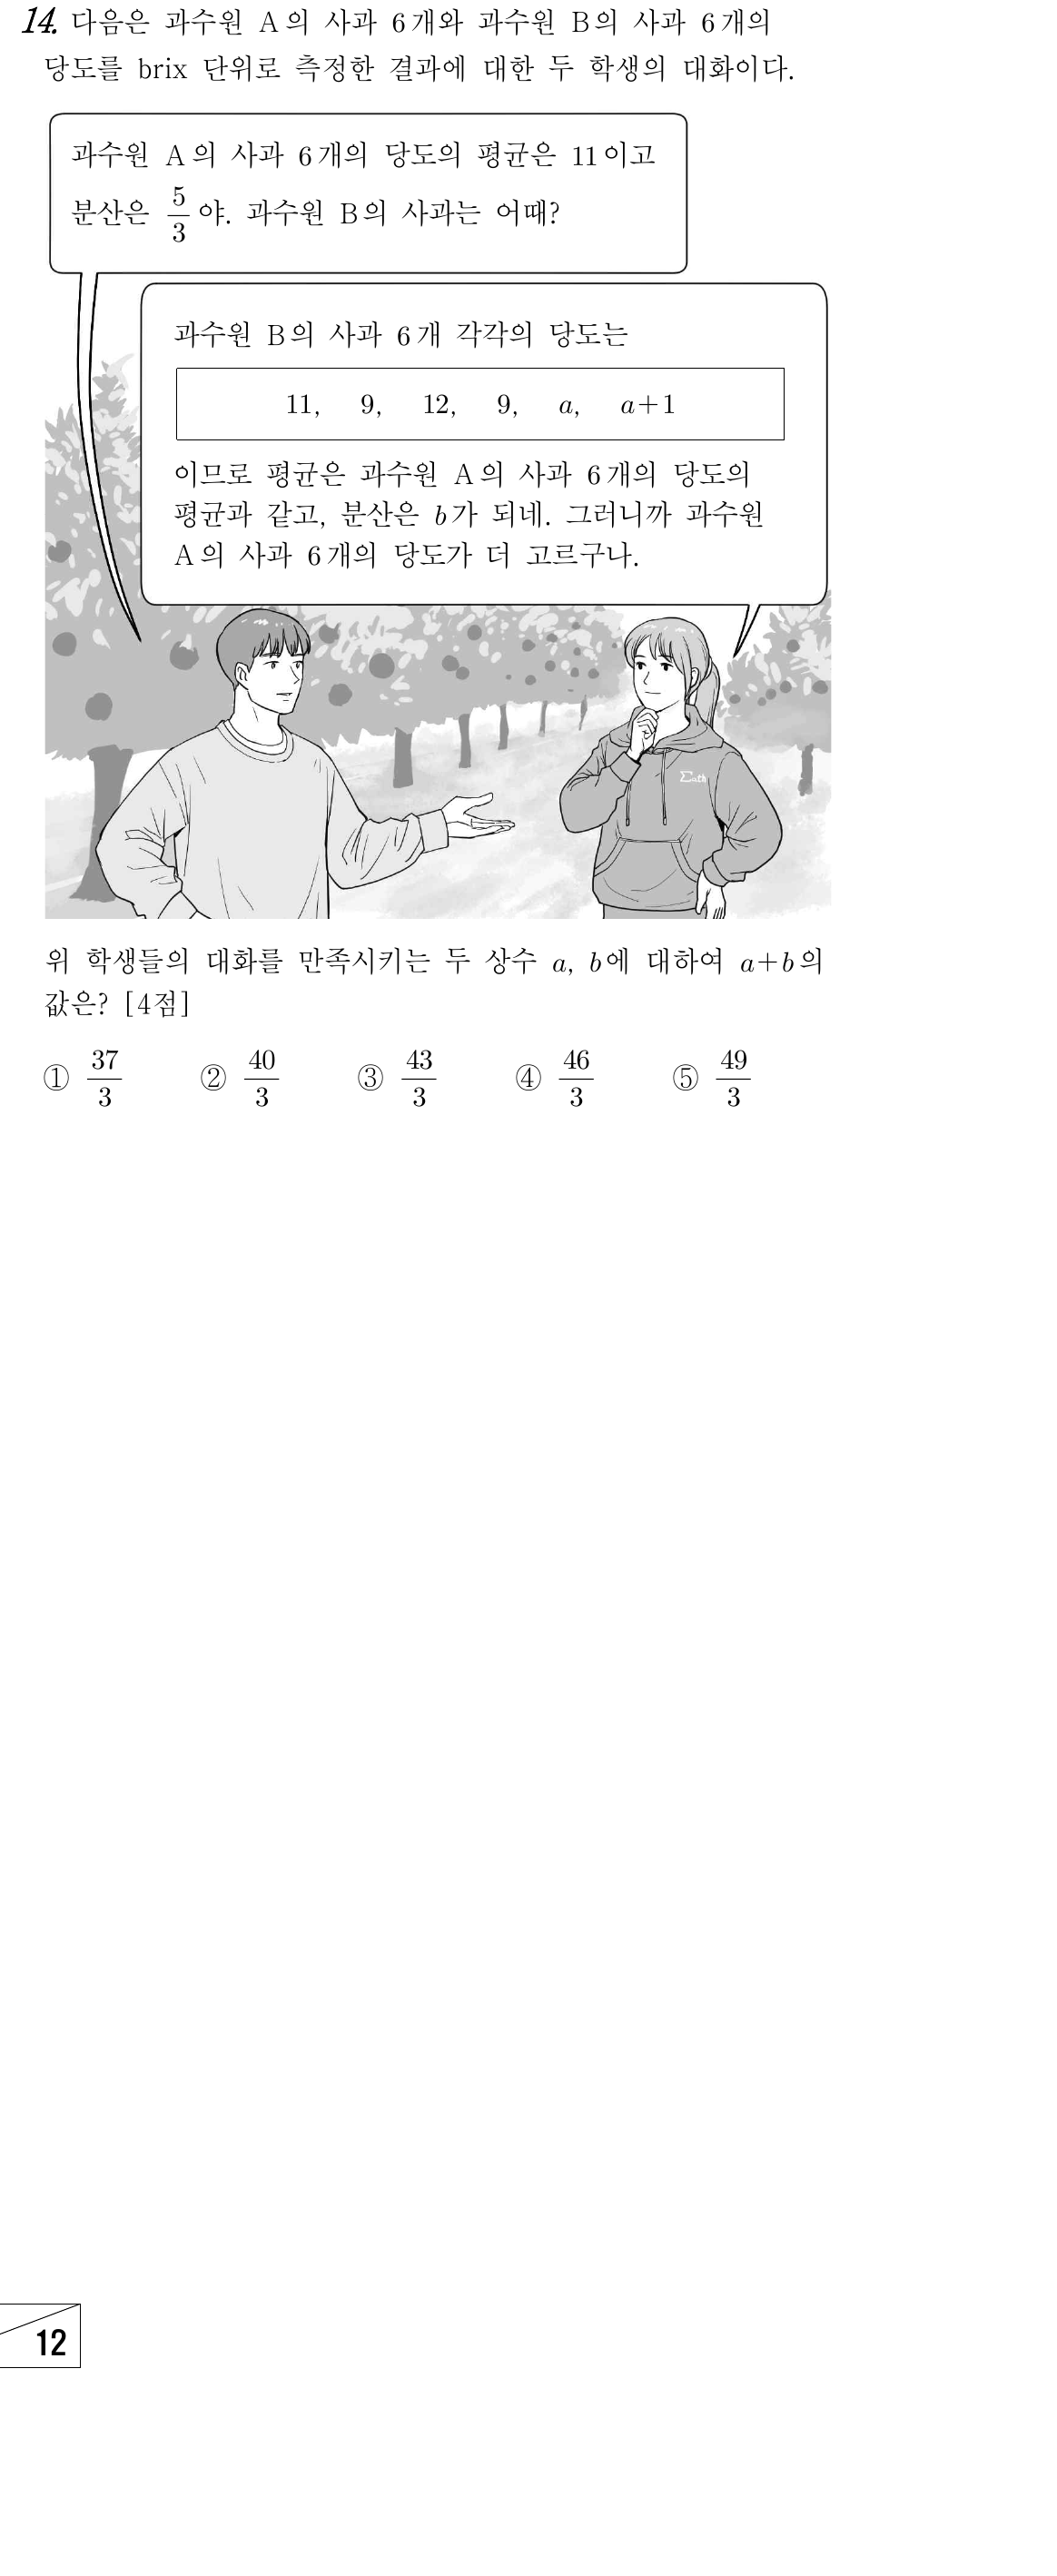 14. 다음은 과수원 A의 사과 6개와 과수원 B의 사과 6개의
당도를 brix 단위로 측정한 결과에 대한 두 학생의 대화이다.
과수원 A의 사과 6개의 당도의 평균은 11이고
분산은 5/3야. 과수원 B의 사과는 어때?
과수원 B의 사과 6개 각각의 당도는
11, 9, 12, 9, a, a+1
이므로 평균은 과수원 A의 사과 6개의 당도의
평균과 같고, 분산은 b가 되네. 그러니까 과수원
A의 사과 6개의 당도가 더 고르구나.
Σath
위 학생들의 대화를 만족시키는 두 상수 a, b에 대하여 a+b의
값은? [4점]
① 37/3 ② 40/3 ③ 43/3 ④ 46/3 ⑤ 49/3
12